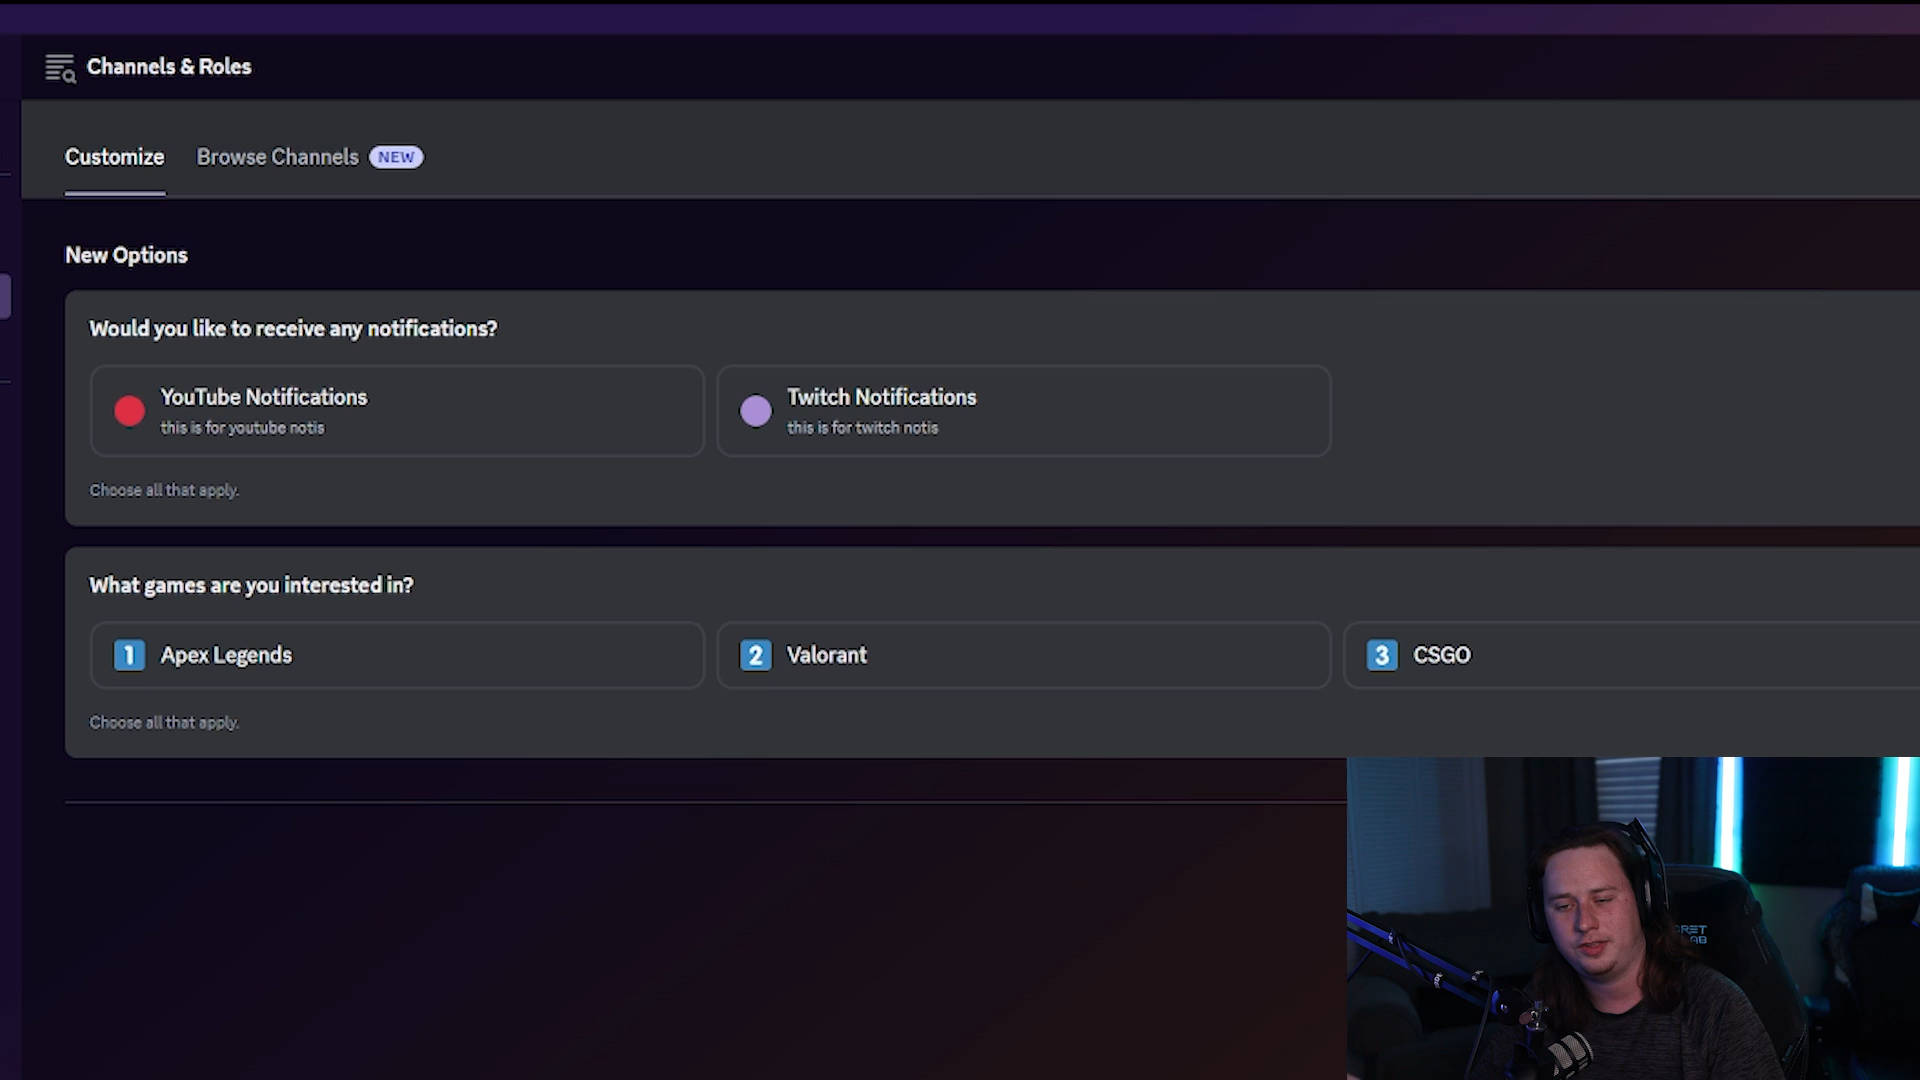 Channels & Roles
Customize
Browse Channels
NEW
New Options
Would you like to receive any notifications?
YouTube Notifications
this is for youtube notis
Twitch Notifications
this is for twitch notis
Choose all that apply.
What games are you interested in?
1 Apex Legends
2 Valorant
3 CSGO
Choose all that apply.
CRET
AB